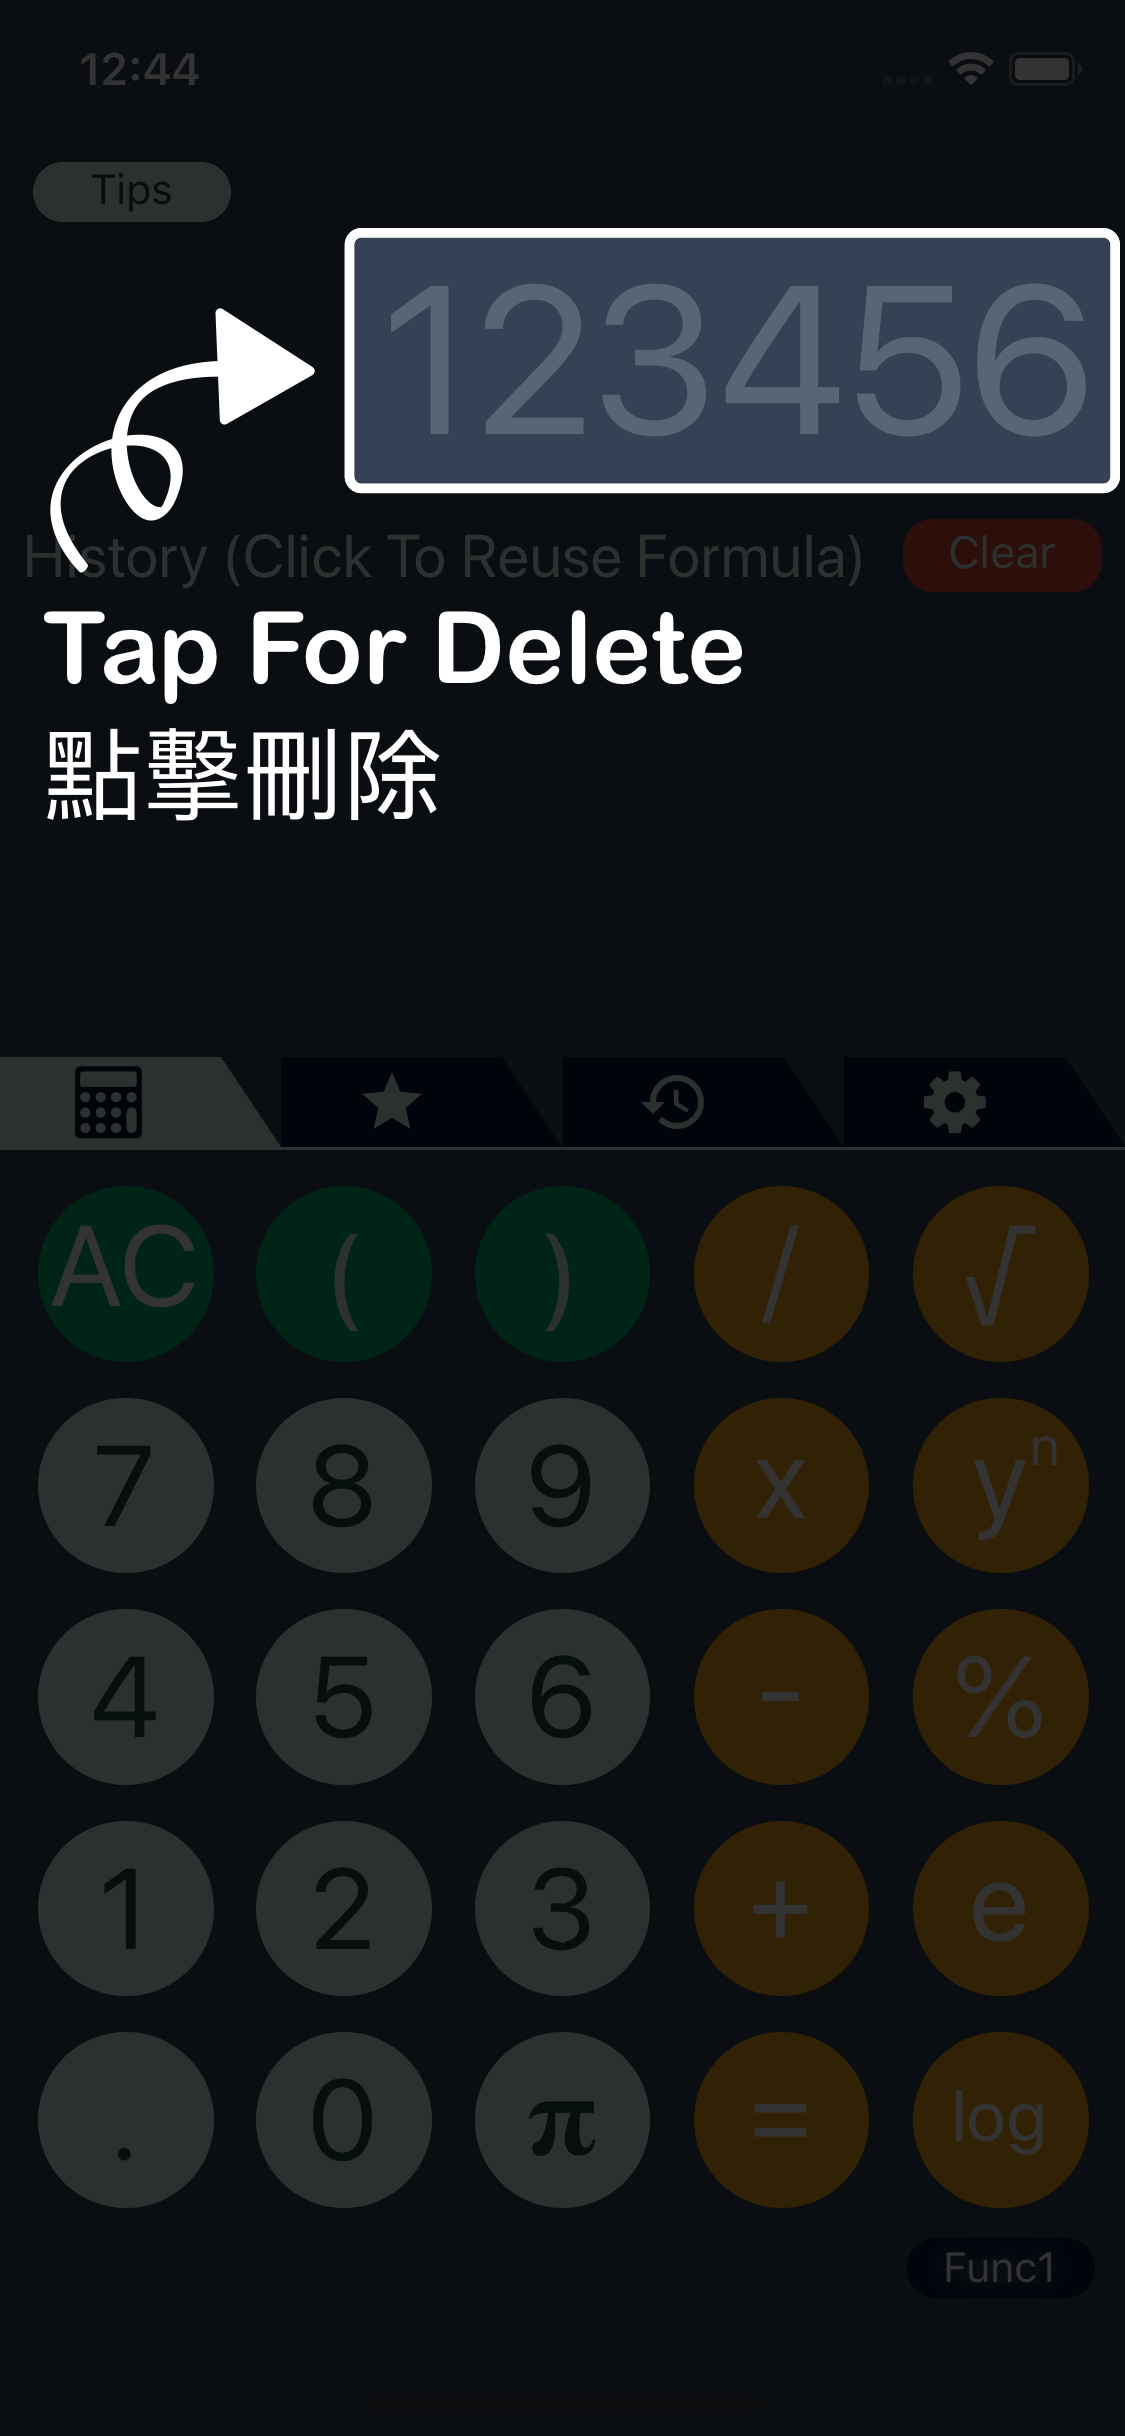 12:44
Tips
123456
History (Click To Reuse Formula)
Clear
Tap For Delete
點擊刪除
AC ( ) / √
7 8 9 x yⁿ
4 5 6 - %
1 2 3 + e
. 0 π = log
Func1